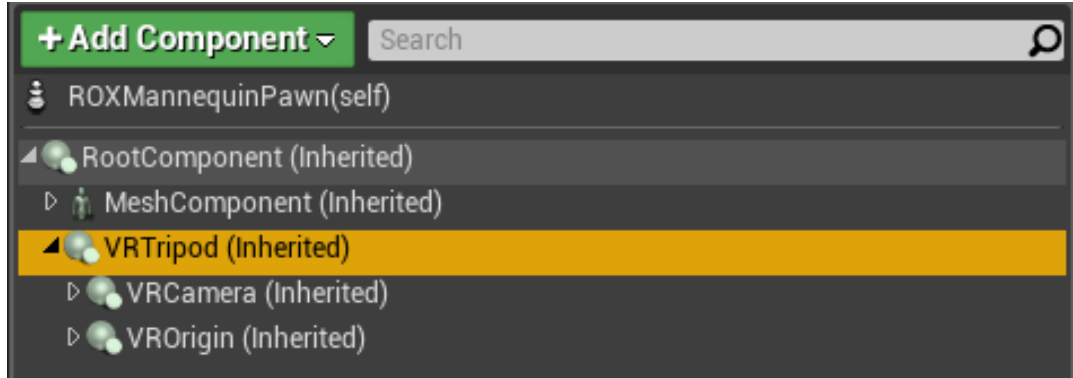 + Add Component
Search
ROXMannequinPawn(self)
RootComponent (Inherited)
MeshComponent (Inherited)
VRTripod (Inherited)
VRCamera (Inherited)
VROrigin (Inherited)